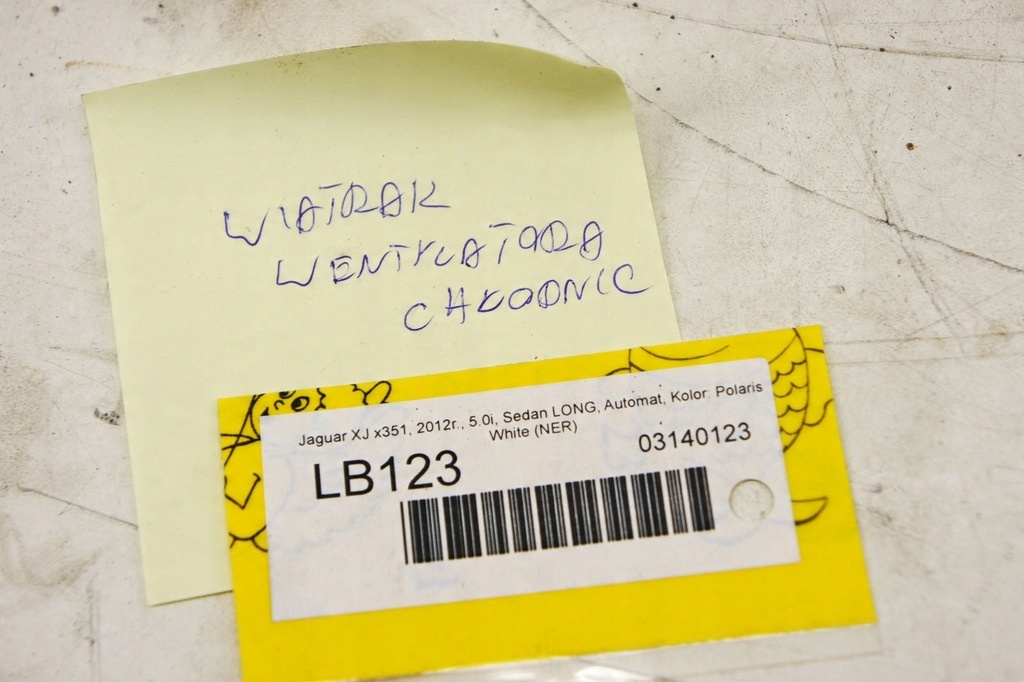 WIATRAK
WENTYLATORA
CHŁODNIC
Jaguar XJ x351, 2012r., 5.0i, Sedan LONG, Automat, Kolor: Polaris
White (NER)
LB123
03140123